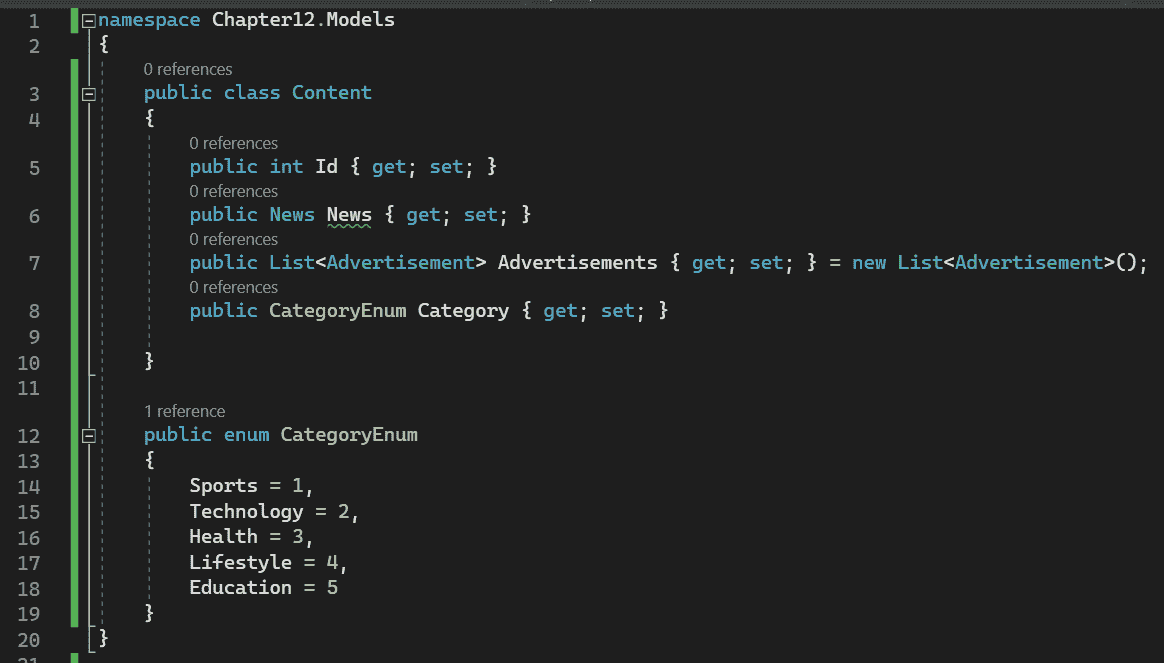 1 namespace Chapter12.Models
2 {
0 references
3 public class Content
4 {
0 references
5 public int Id { get; set; }
0 references
6 public News News { get; set; }
0 references
7 public List<Advertisement> Advertisements { get; set; } = new List<Advertisement>();
0 references
8 public CategoryEnum Category { get; set; }
9
10 }
11
1 reference
12 public enum CategoryEnum
13 {
14 Sports = 1,
15 Technology = 2,
16 Health = 3,
17 Lifestyle = 4,
18 Education = 5
19 }
20 }
21